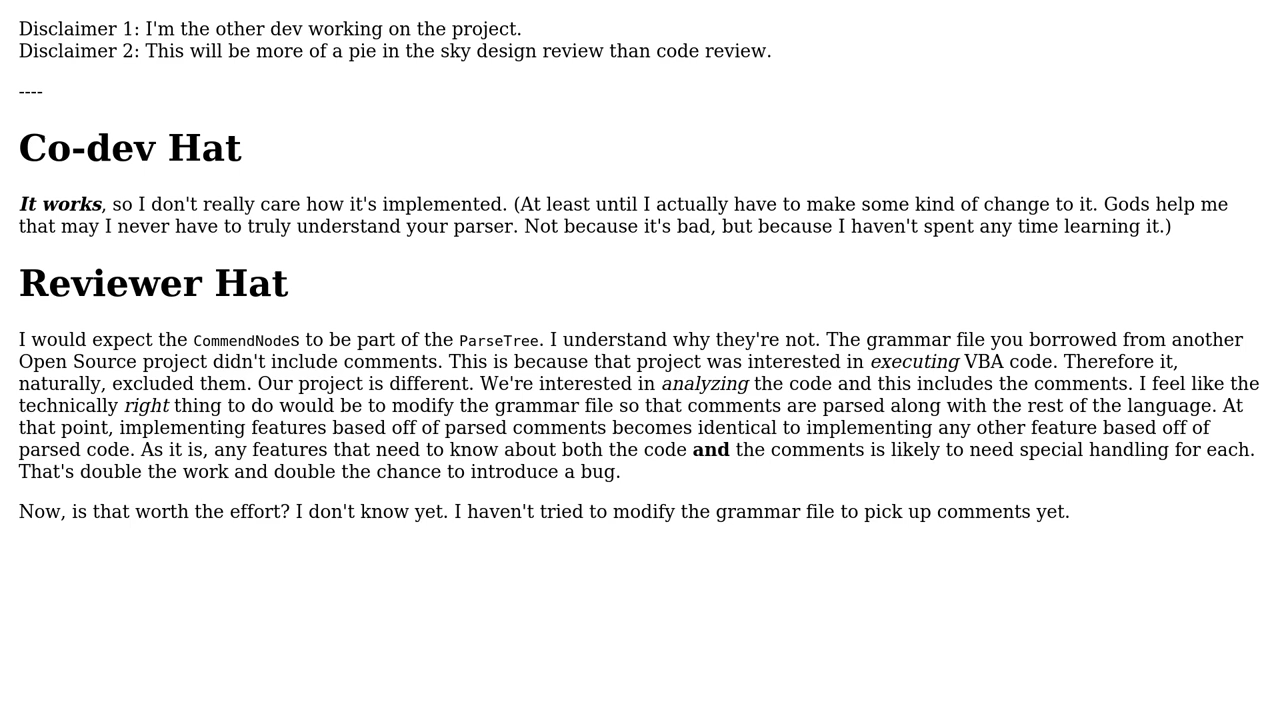 Disclaimer 1: I'm the other dev working on the project.
Disclaimer 2: This will be more of a pie in the sky design review than code review.
----
Co-dev Hat
It works, so I don't really care how it's implemented. (At least until I actually have to make some kind of change to it. Gods help me
that may I never have to truly understand your parser. Not because it's bad, but because I haven't spent any time learning it.)
Reviewer Hat
I would expect the CommendNodes to be part of the ParseTree. I understand why they're not. The grammar file you borrowed from another
Open Source project didn't include comments. This is because that project was interested in executing VBA code. Therefore it,
naturally, excluded them. Our project is different. We're interested in analyzing the code and this includes the comments. I feel like the
technically right thing to do would be to modify the grammar file so that comments are parsed along with the rest of the language. At
that point, implementing features based off of parsed comments becomes identical to implementing any other feature based off of
parsed code. As it is, any features that need to know about both the code and the comments is likely to need special handling for each.
That's double the work and double the chance to introduce a bug.
Now, is that worth the effort? I don't know yet. I haven't tried to modify the grammar file to pick up comments yet.